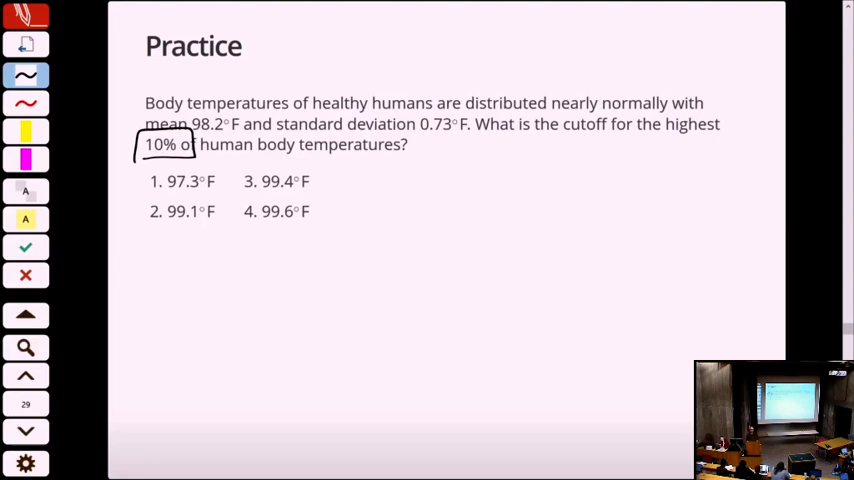 Practice
Body temperatures of healthy humans are distributed nearly normally with
mean 98.2°F and standard deviation 0.73°F. What is the cutoff for the highest
10% of human body temperatures?
1. 97.3°F 3. 99.4°F
2. 99.1°F 4. 99.6°F
A
A
29